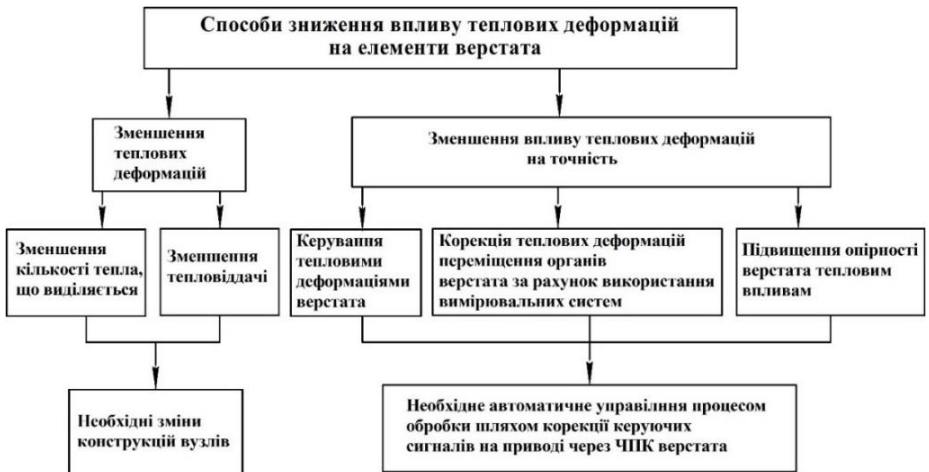 Способи зниження впливу теплових деформацій
на елементи верстата
Зменшення
теплових
деформацій
Зменшення впливу теплових деформацій
на точність
Зменшення
кількості тепла,
що виділяється
Зменшення
тепловіддачі
Керування
тепловими
деформаціями
верстата
Корекція теплових деформацій
переміщення органів
верстата за рахунок використання
вимірювальних систем
Підвищення опірності
верстата тепловим
впливам
Необхідні зміни
конструкцій вузлів
Необхідне автоматичне управліния процесом
обробки шляхом корекції керуючих
сигналів на приводі через ЧПК верстата